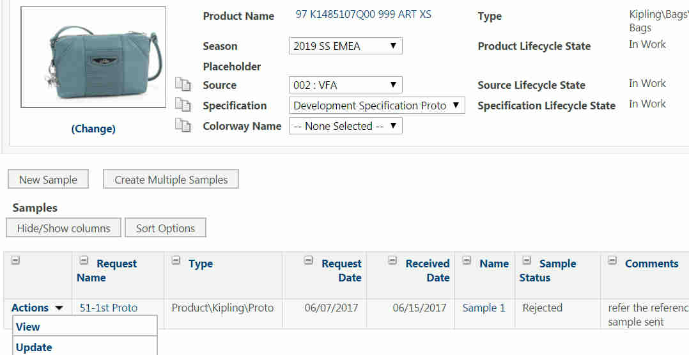 Product Name 97 K1485107Q00 999 ART XS Type Kipling\Bags\
Bags
Season 2019 SS EMEA Product Lifecycle State In Work
Placeholder
Source 002 : VFA Source Lifecycle State In Work
Specification Development Specification Proto Specification Lifecycle State In Work
(Change) Colorway Name -- None Selected --
New Sample Create Multiple Samples
Samples
Hide/Show columns Sort Options
Request Name Type Request Date Received Date Name Sample Status Comments
Actions 51-1st Proto Product\Kipling\Proto 06/07/2017 06/15/2017 Sample 1 Rejected refer the referenc
sample sent
View
Update